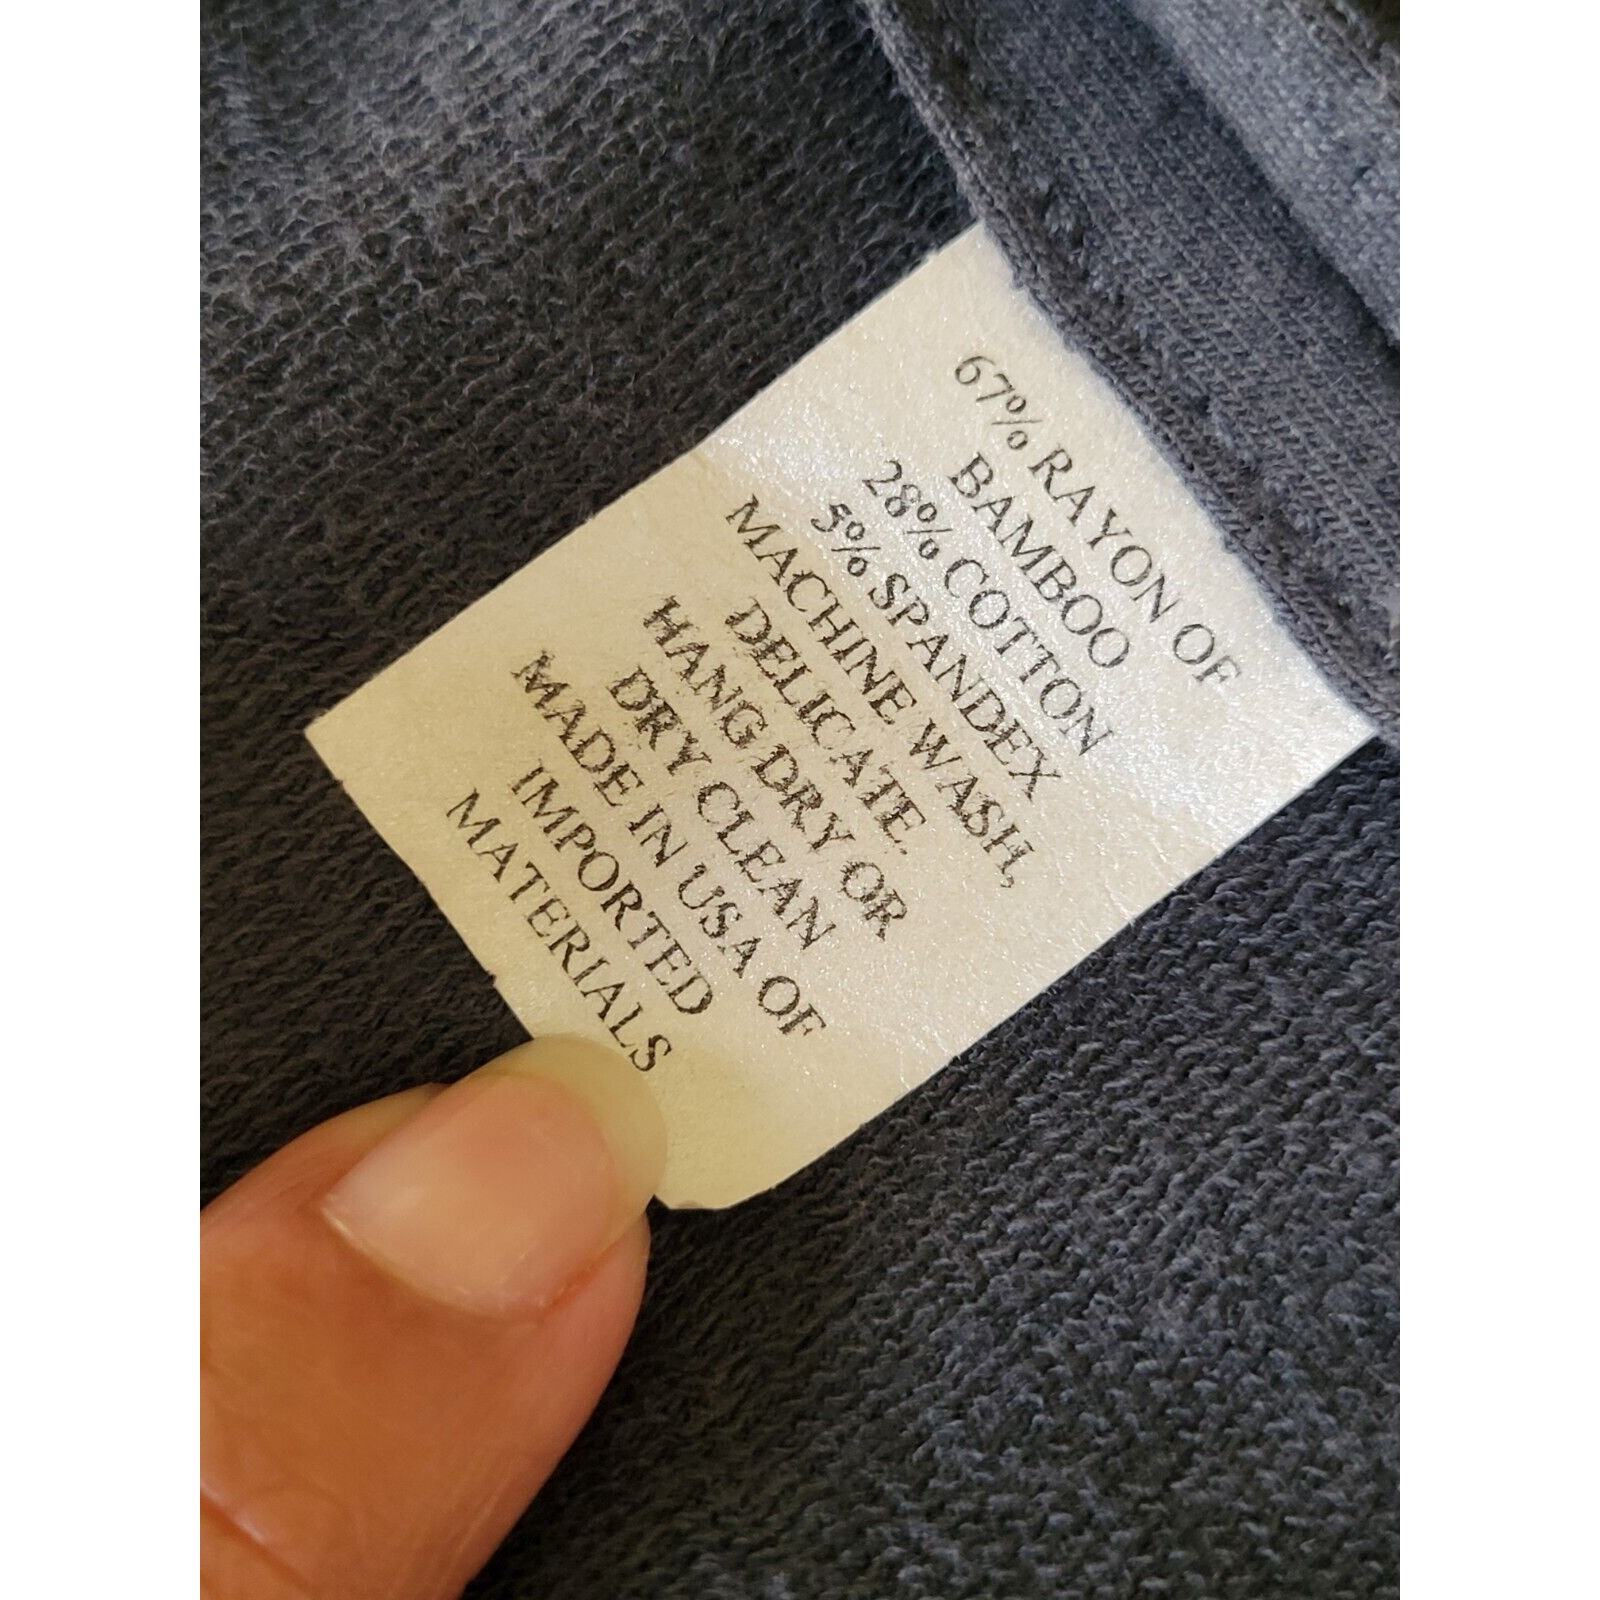 67% RAYON OF
BAMBOO
28% COTTON
5% SPANDEX
MACHINE WASH,
DELICATE.
HANG DRY OR
DRY CLEAN
MADE IN USA OF
IMPORTED
MATERIALS